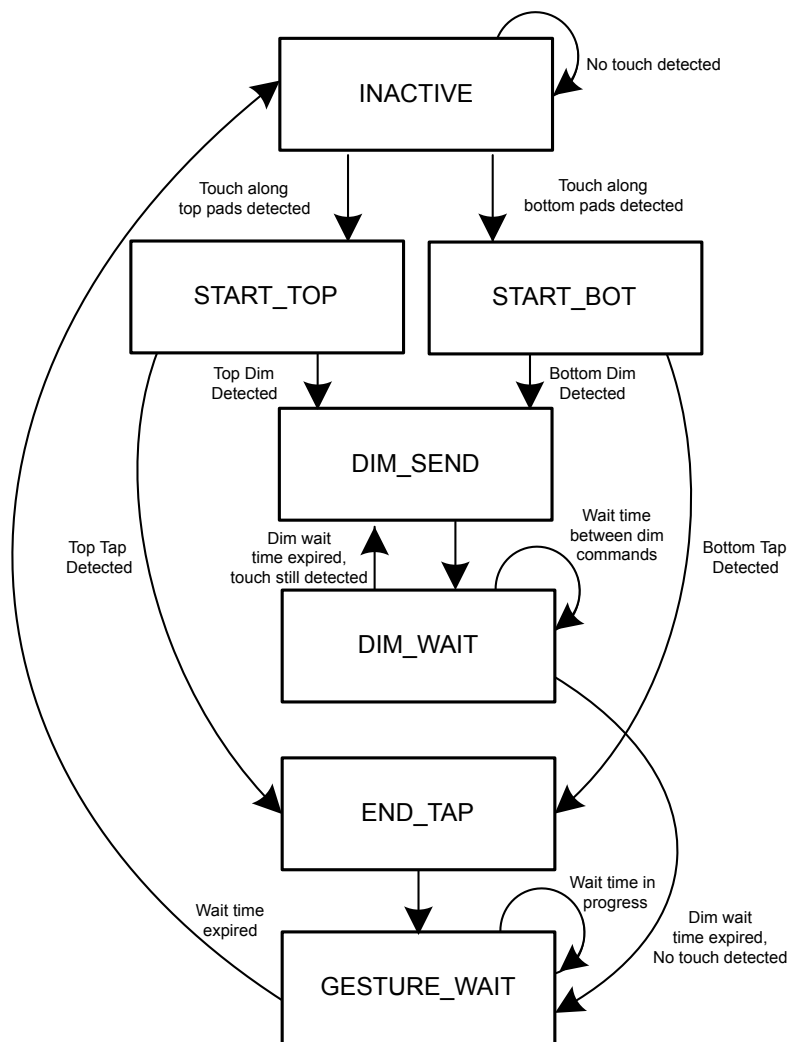 No touch detected
INACTIVE
Touch along
top pads detected
Touch along
bottom pads detected
START_TOP
START_BOT
Top Dim
Detected
Bottom Dim
Detected
DIM_SEND
Wait time
between dim
commands
Dim wait
time expired,
touch still detected
Top Tap
Detected
Bottom Tap
Detected
DIM_WAIT
END_TAP
Wait time in
progress
Wait time
expired
Dim wait
time expired,
No touch detected
GESTURE_WAIT